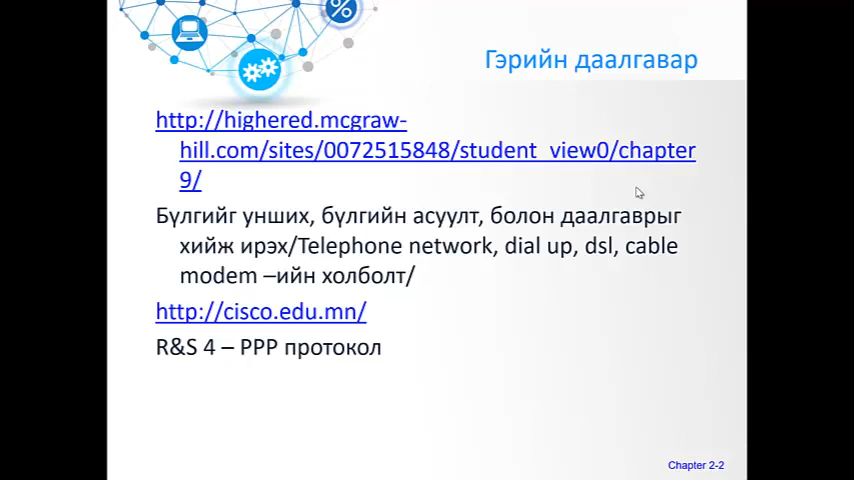 Гэрийн даалгавар
http://highered.mcgraw-
hill.com/sites/0072515848/student_view0/chapter
9/
Бүлгийг унших, бүлгийн асуулт, болон даалгаврыг
хийж ирэх/Telephone network, dial up, dsl, cable
modem –ийн холболт/
http://cisco.edu.mn/
R&S 4 – PPP протокол
Chapter 2-2